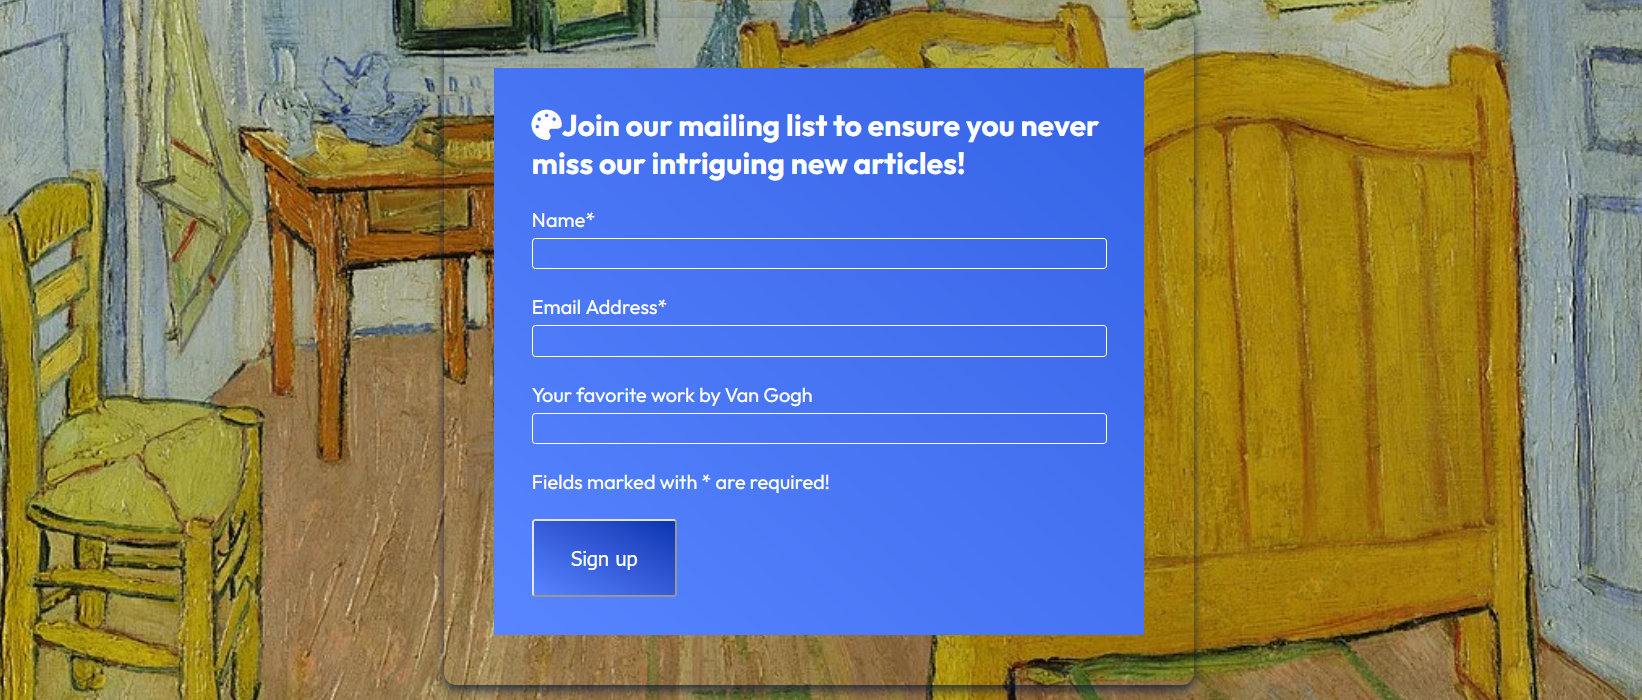 Join our mailing list to ensure you never
miss our intriguing new articles!
Name*
Email Address*
Your favorite work by Van Gogh
Fields marked with * are required!
Sign up